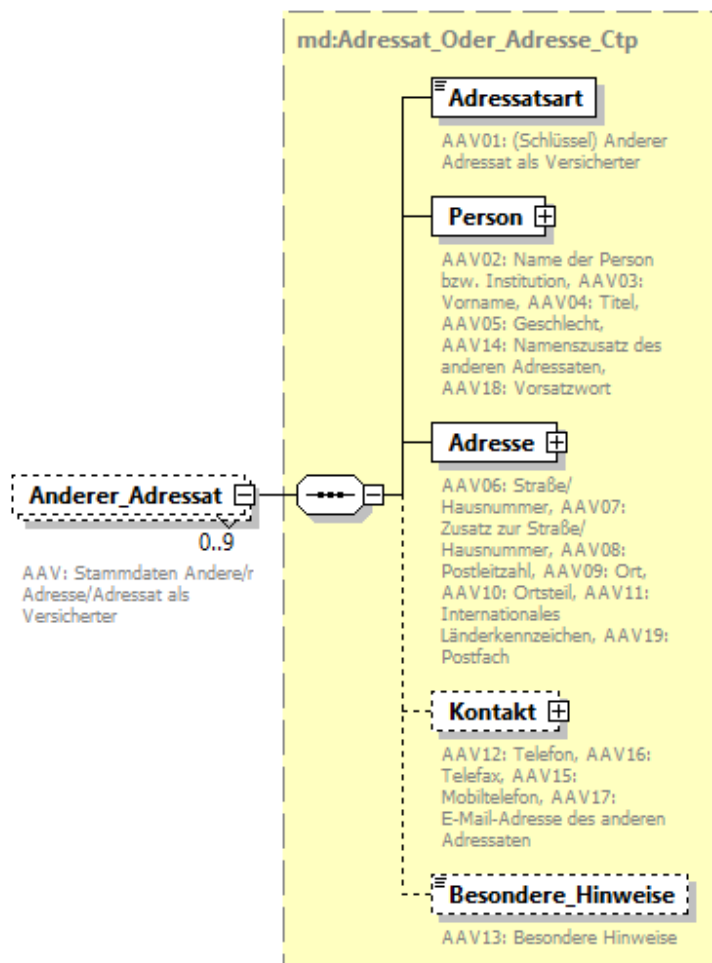 md:Adressat_Oder_Adresse_Ctp
Adressatsart
AAV01: (Schlüssel) Anderer
Adressat als Versicherter
Person
AAV02: Name der Person
bzw. Institution, AAV03:
Vorname, AAV04: Titel,
AAV05: Geschlecht,
AAV14: Namenszusatz des
anderen Adressaten,
AAV18: Vorsatzwort
Anderer_Adressat
0..9
AAV: Stammdaten Andere/r
Adresse/Adressat als
Versicherter
Adresse
AAV06: Straße/
Hausnummer, AAV07:
Zusatz zur Straße/
Hausnummer, AAV08:
Postleitzahl, AAV09: Ort,
AAV10: Ortsteil, AAV11:
Internationales
Länderkennzeichen, AAV19:
Postfach
Kontakt
AAV12: Telefon, AAV16:
Telefax, AAV15:
Mobiltelefon, AAV17:
E-Mail-Adresse des anderen
Adressaten
Besondere_Hinweise
AAV13: Besondere Hinweise